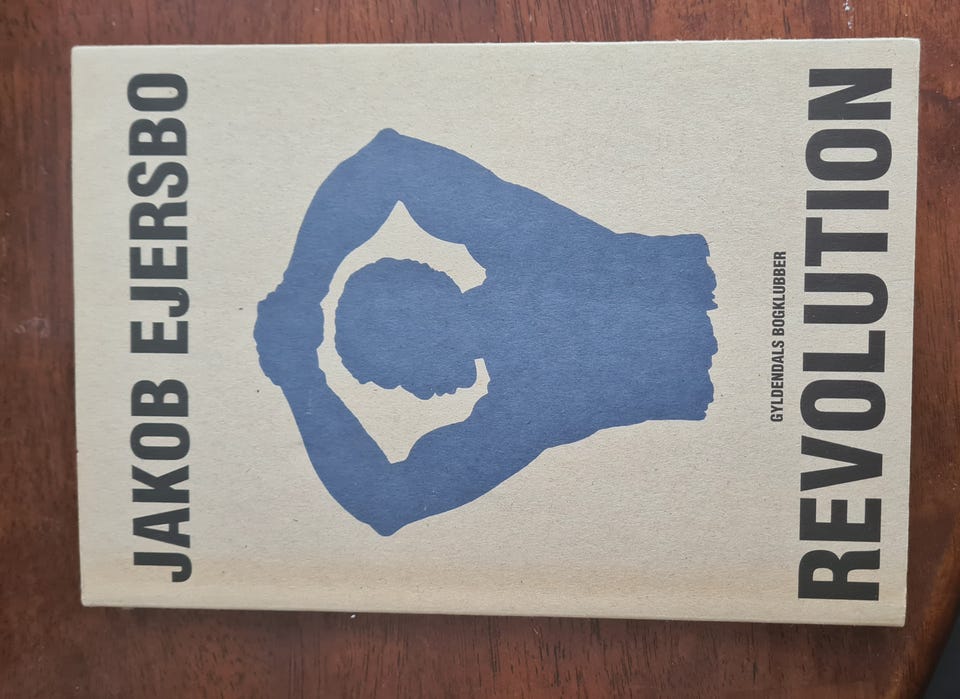 JAKOB EJERSBO
GYLDENDALS BOGKLUBBER
REVOLUTION